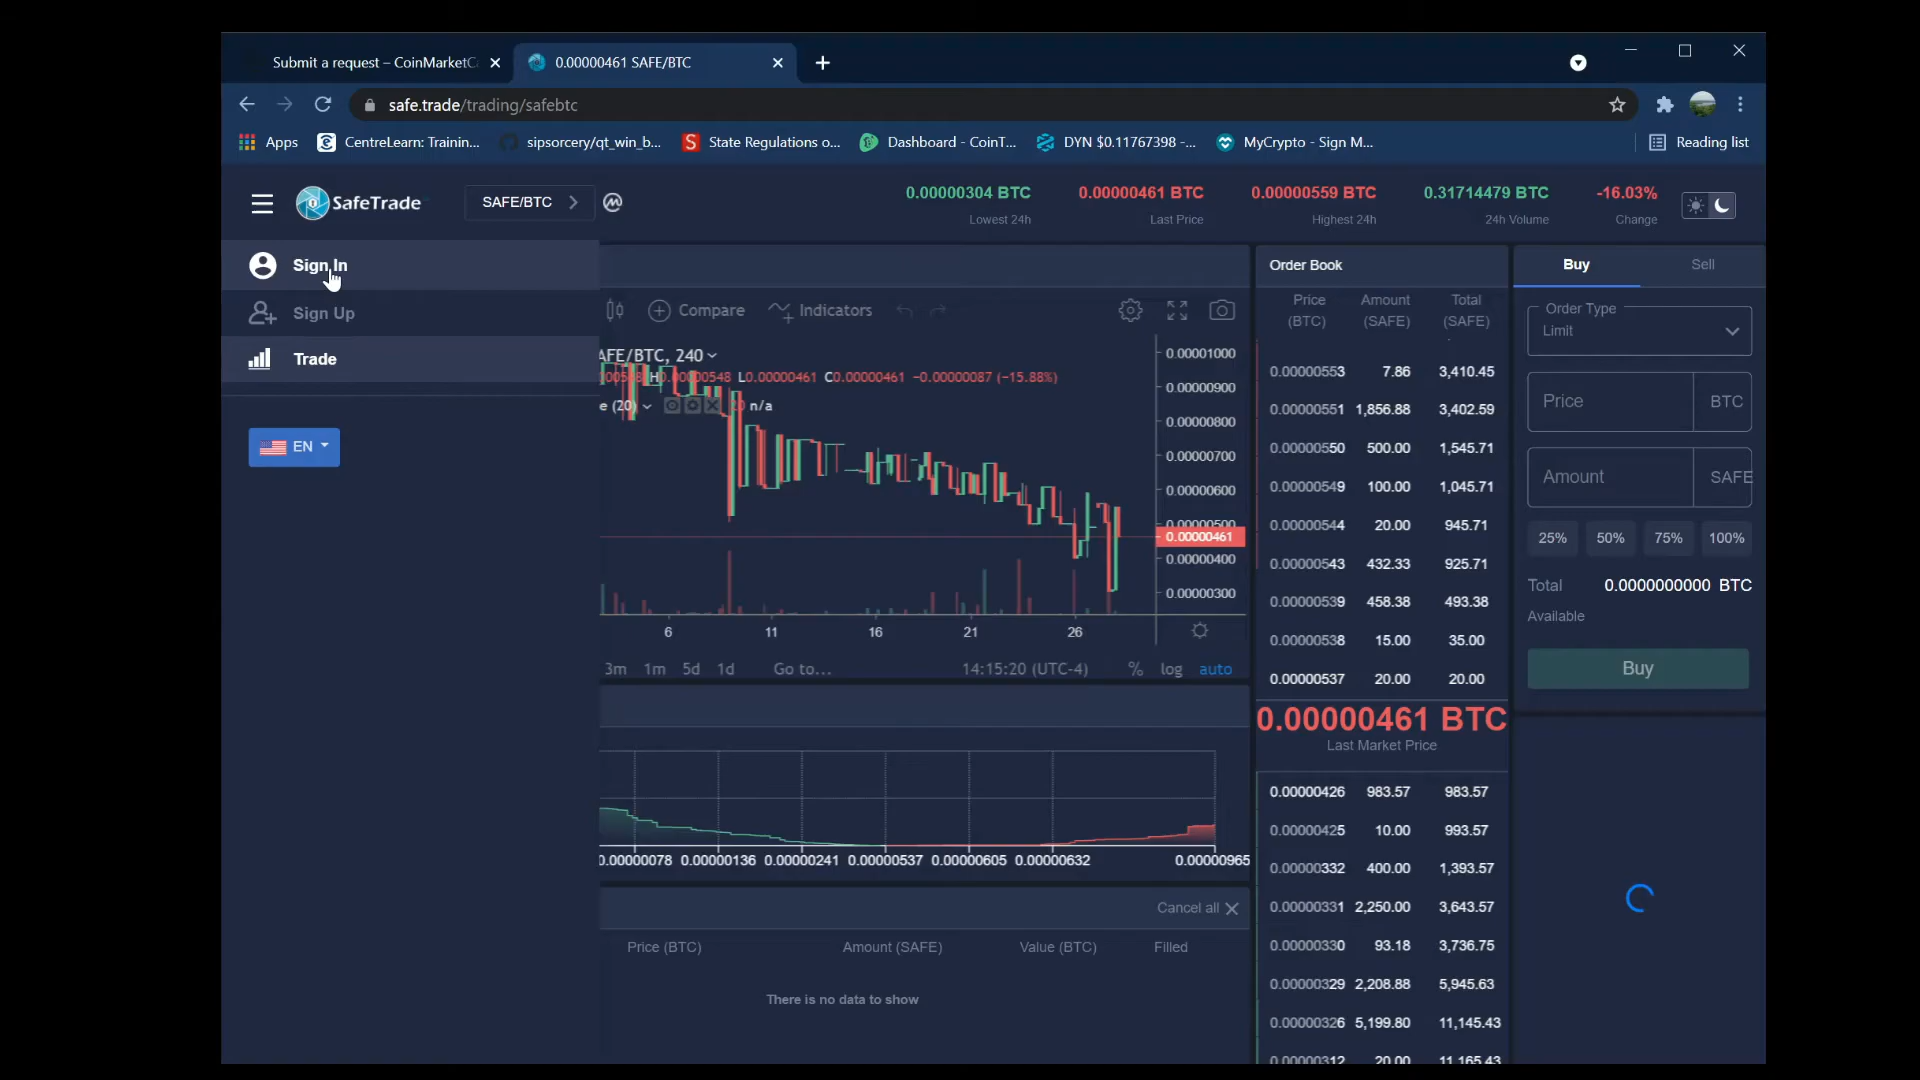 Submit a request – CoinMarketC
0.00000461 SAFE/BTC
safe.trade/trading/safebtc
Apps
CentreLearn: Trainin...
sipsorcery/qt_win_b...
State Regulations o...
Dashboard - CoinT...
DYN $0.11767398 -...
MyCrypto - Sign M...
Reading list
SafeTrade
SAFE/BTC
0.00000304 BTC
Lowest 24h
0.00000461 BTC
Last Price
0.00000559 BTC
Highest 24h
0.31714479 BTC
24h Volume
-16.03%
Change
Sign In
Sign Up
Trade
EN
Compare
Indicators
AFE/BTC, 240
H0.00000548 L0.00000461 C0.00000461 −0.00000087 (−15.88%)
e (20)
n/a
0.00001000
0.00000900
0.00000800
0.00000700
0.00000600
0.00000500
0.00000461
0.00000400
0.00000300
6 11 16 21 26
3m 1m 5d 1d Go to... 14:15:20 (UTC-4) % log auto
0.00000078 0.00000136 0.00000241 0.00000537 0.00000605 0.00000632 0.00000965
Cancel all
Price (BTC) Amount (SAFE) Value (BTC) Filled
There is no data to show
Order Book
Price Amount Total
(BTC) (SAFE) (SAFE)
0.00000553 7.86 3,410.45
0.00000551 1,856.88 3,402.59
0.00000550 500.00 1,545.71
0.00000549 100.00 1,045.71
0.00000544 20.00 945.71
0.00000543 432.33 925.71
0.00000539 458.38 493.38
0.00000538 15.00 35.00
0.00000537 20.00 20.00
0.00000461 BTC
Last Market Price
0.00000426 983.57 983.57
0.00000425 10.00 993.57
0.00000332 400.00 1,393.57
0.00000331 2,250.00 3,643.57
0.00000330 93.18 3,736.75
0.00000329 2,208.88 5,945.63
0.00000326 5,199.80 11,145.43
0.00000312 20.00 11,165.43
Buy Sell
Order Type
Limit
Price BTC
Amount SAFE
25% 50% 75% 100%
Total 0.0000000000 BTC
Available
Buy